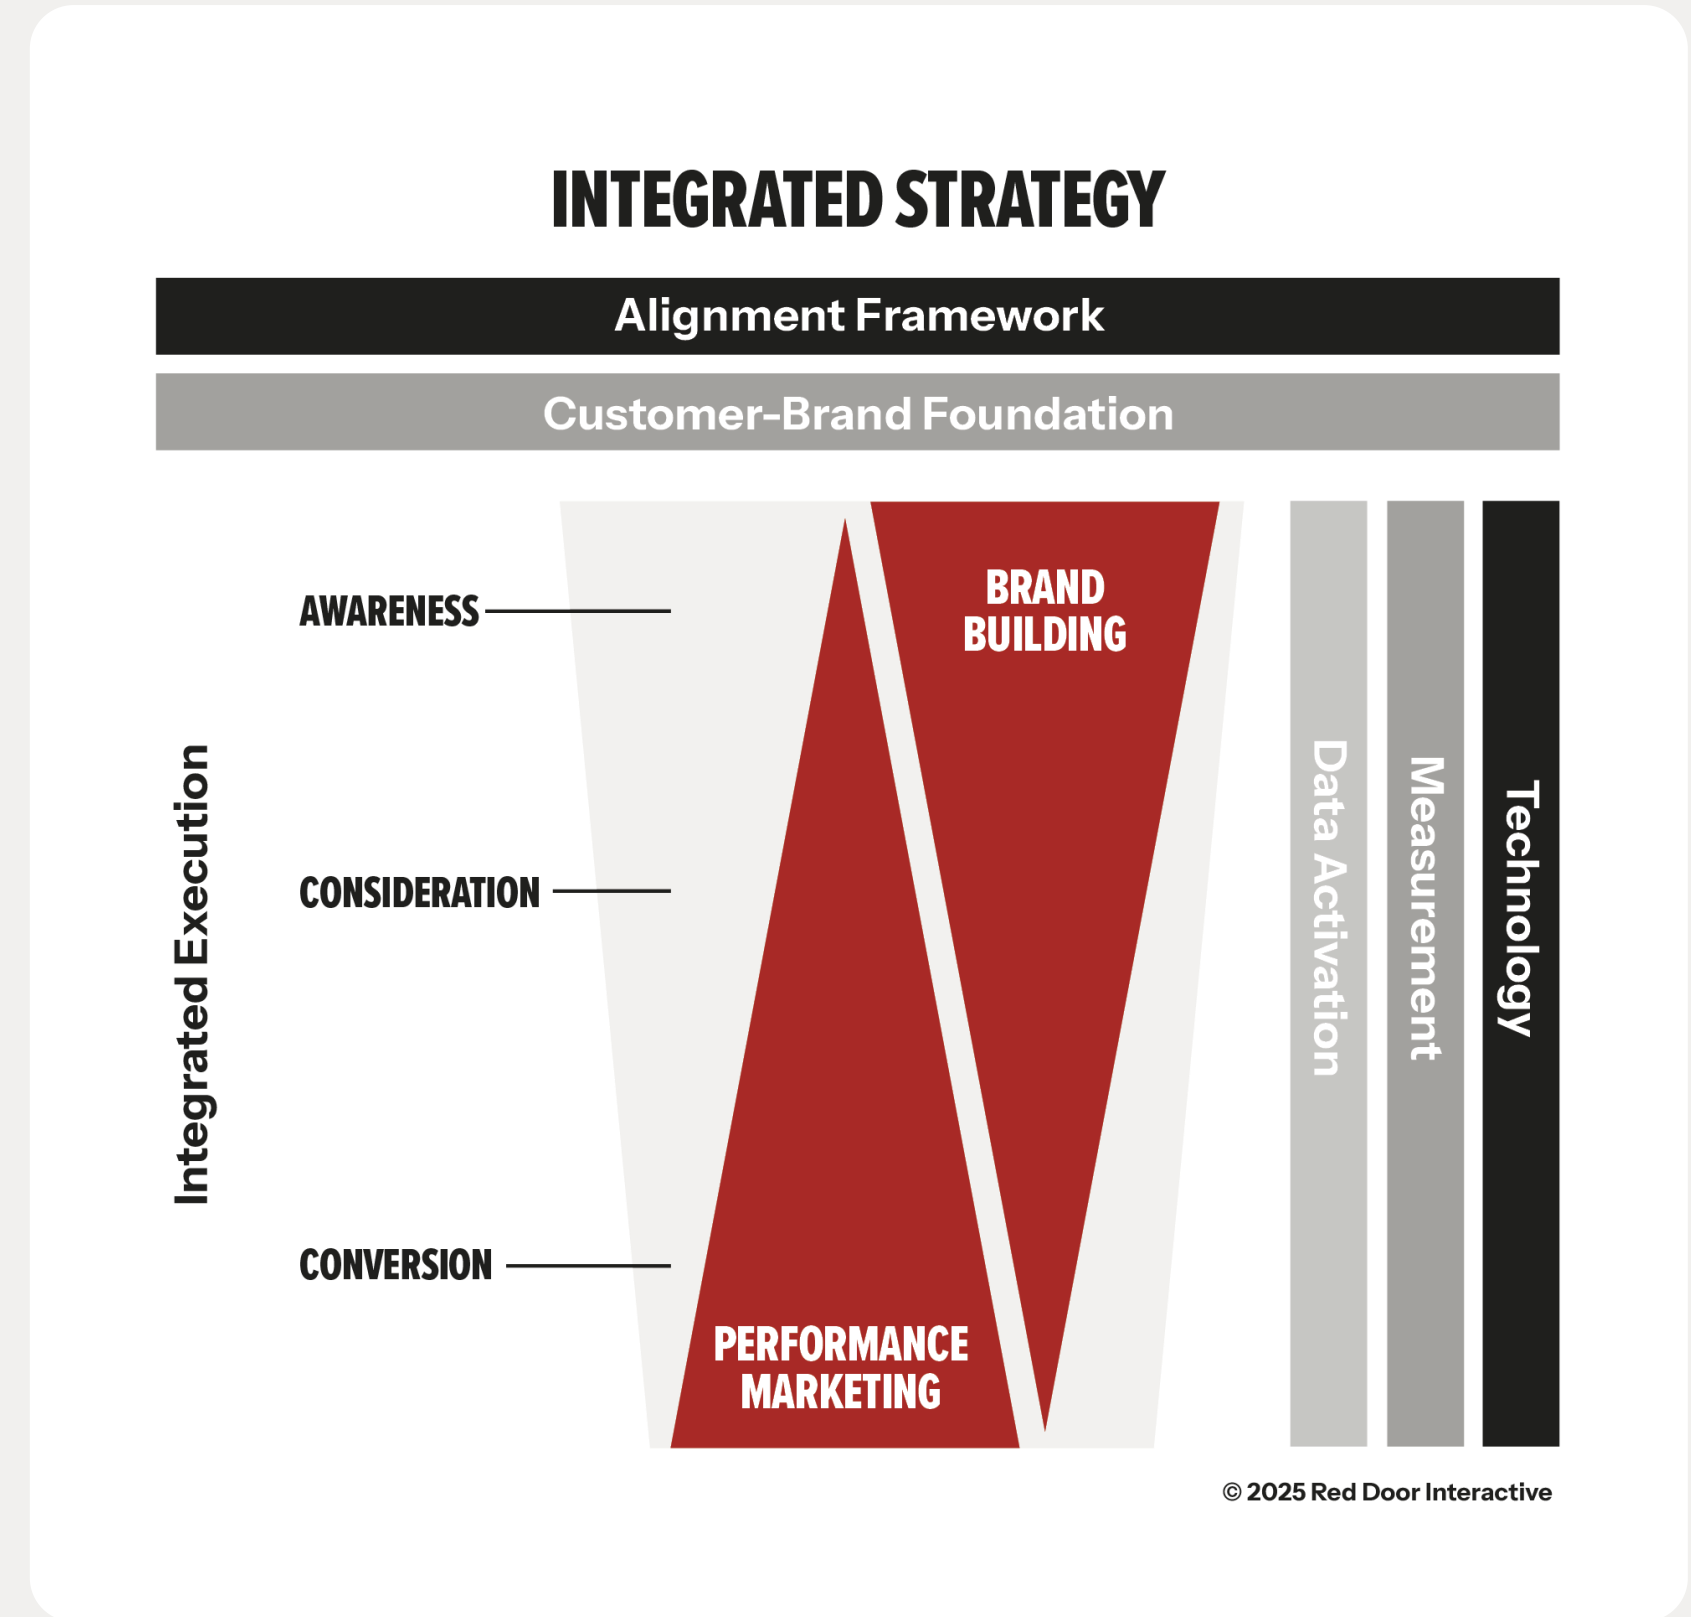 INTEGRATED STRATEGY
Alignment Framework
Customer-Brand Foundation
Integrated Execution
AWARENESS
CONSIDERATION
CONVERSION
BRAND
BUILDING
PERFORMANCE
MARKETING
Data Activation
Measurement
Technology
© 2025 Red Door Interactive